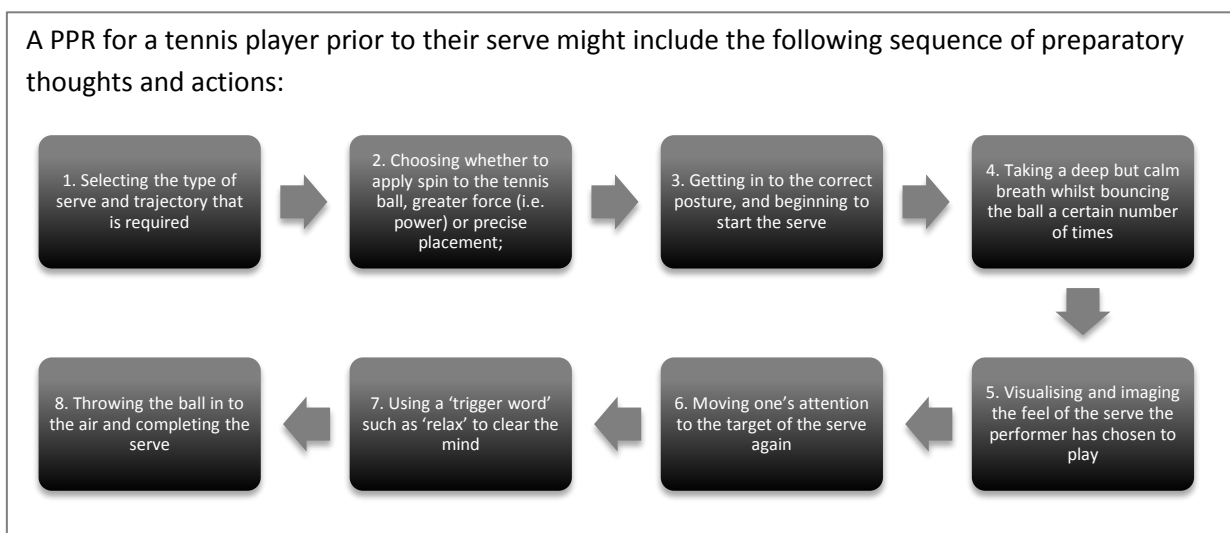 A PPR for a tennis player prior to their serve might include the following sequence of preparatory
thoughts and actions:
1. Selecting the type of
serve and trajectory that
is required
2. Choosing whether to
apply spin to the tennis
ball, greater force (i.e.
power) or precise
placement;
3. Getting in to the correct
posture, and beginning to
start the serve
4. Taking a deep but calm
breath whilst bouncing
the ball a certain number
of times
5. Visualising and imaging
the feel of the serve the
performer has chosen to
play
6. Moving one’s attention
to the target of the serve
again
7. Using a ‘trigger word’
such as ‘relax’ to clear the
mind
8. Throwing the ball in to
the air and completing the
serve